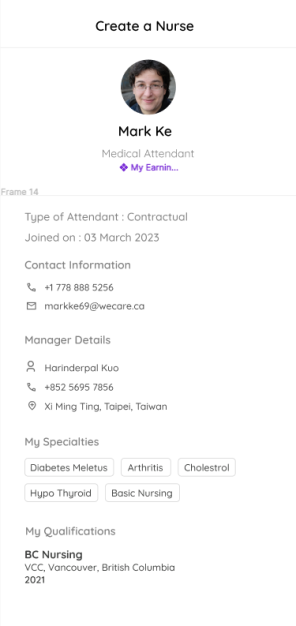 Create a Nurse
Mark Ke
Medical Attendant
❖ My Earnin...
Frame 14
Type of Attendant : Contractual
Joined on : 03 March 2023
Contact Information
+1 778 888 5256
markke69@wecare.ca
Manager Details
Harinderpal Kuo
+852 5695 7856
Xi Ming Ting, Taipei, Taiwan
My Specialties
Diabetes Meletus Arthritis Cholestrol
Hypo Thyroid Basic Nursing
My Qualifications
BC Nursing
VCC, Vancouver, British Columbia
2021